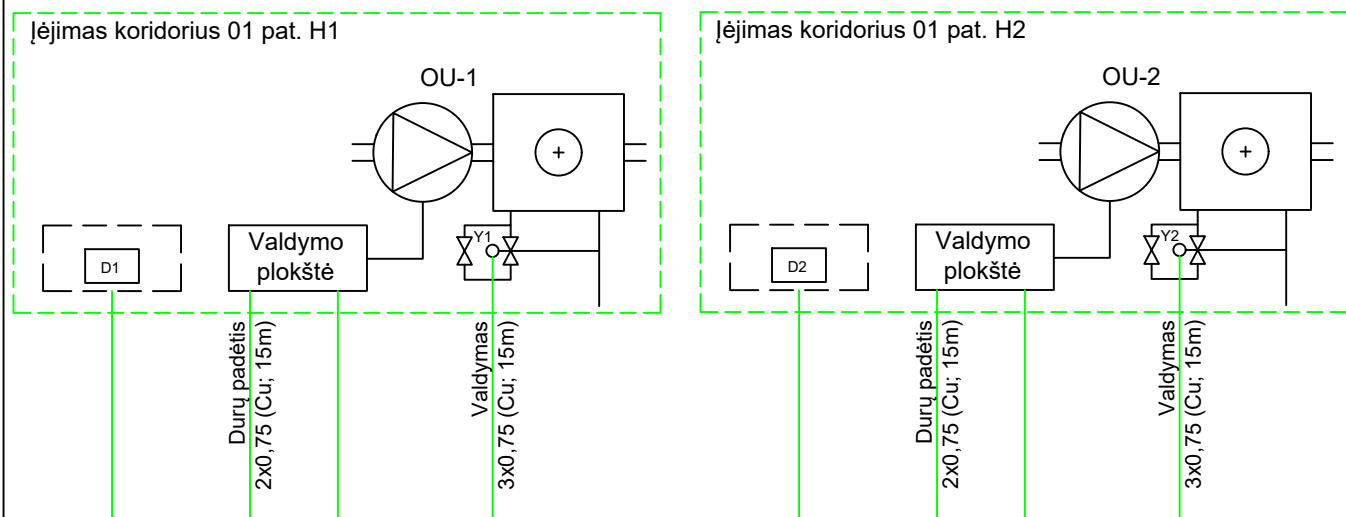 Įėjimas koridorius 01 pat. H1
OU-1
+
Y1
D1
Valdymo
plokštė
Durų padėtis
2x0,75 (Cu; 15m)
Valdymas
3x0,75 (Cu; 15m)
Įėjimas koridorius 01 pat. H2
OU-2
+
Y2
D2
Valdymo
plokštė
Durų padėtis
2x0,75 (Cu; 15m)
Valdymas
3x0,75 (Cu; 15m)